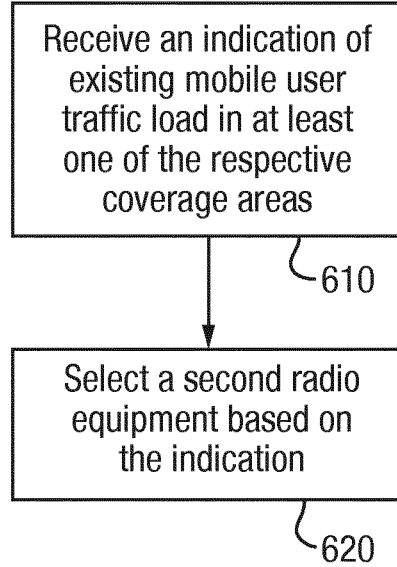 Receive an indication of
existing mobile user
traffic load in at least
one of the respective
coverage areas
610
Select a second radio
equipment based on
the indication
620